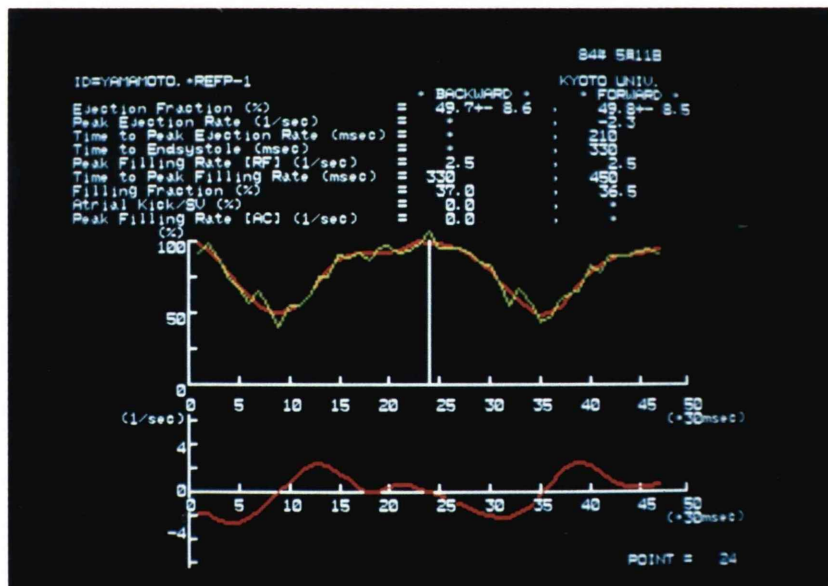 84# 5#11#
ID=YAMAMOTO.*REFP-1 KYOTO UNIV.
* BACKWARD * * FORWARD *
Ejection Fraction (%) = 49.7+- 8.6 , 49.8+- 8.5
Peak Ejection Rate (1/sec) = * , -2.3
Time to Peak Ejection Rate (msec) = * , 210
Time to Endsystole (msec) = * , 330
Peak Filling Rate [RF] (1/sec) = 2.5 , 2.5
Time to Peak Filling Rate (msec) = 330 , 450
Filling Fraction (%) = 37.0 , 36.5
Atrial Kick/SV (%) = 0.0 , *
Peak Filling Rate [AC] (1/sec) = 0.0 , *
(%)
100
50
0
0 5 10 15 20 25 30 35 40 45 50
(*30msec)
(1/sec)
4
0
-4
0 5 10 15 20 25 30 35 40 45 50
(*30msec)
POINT = 24